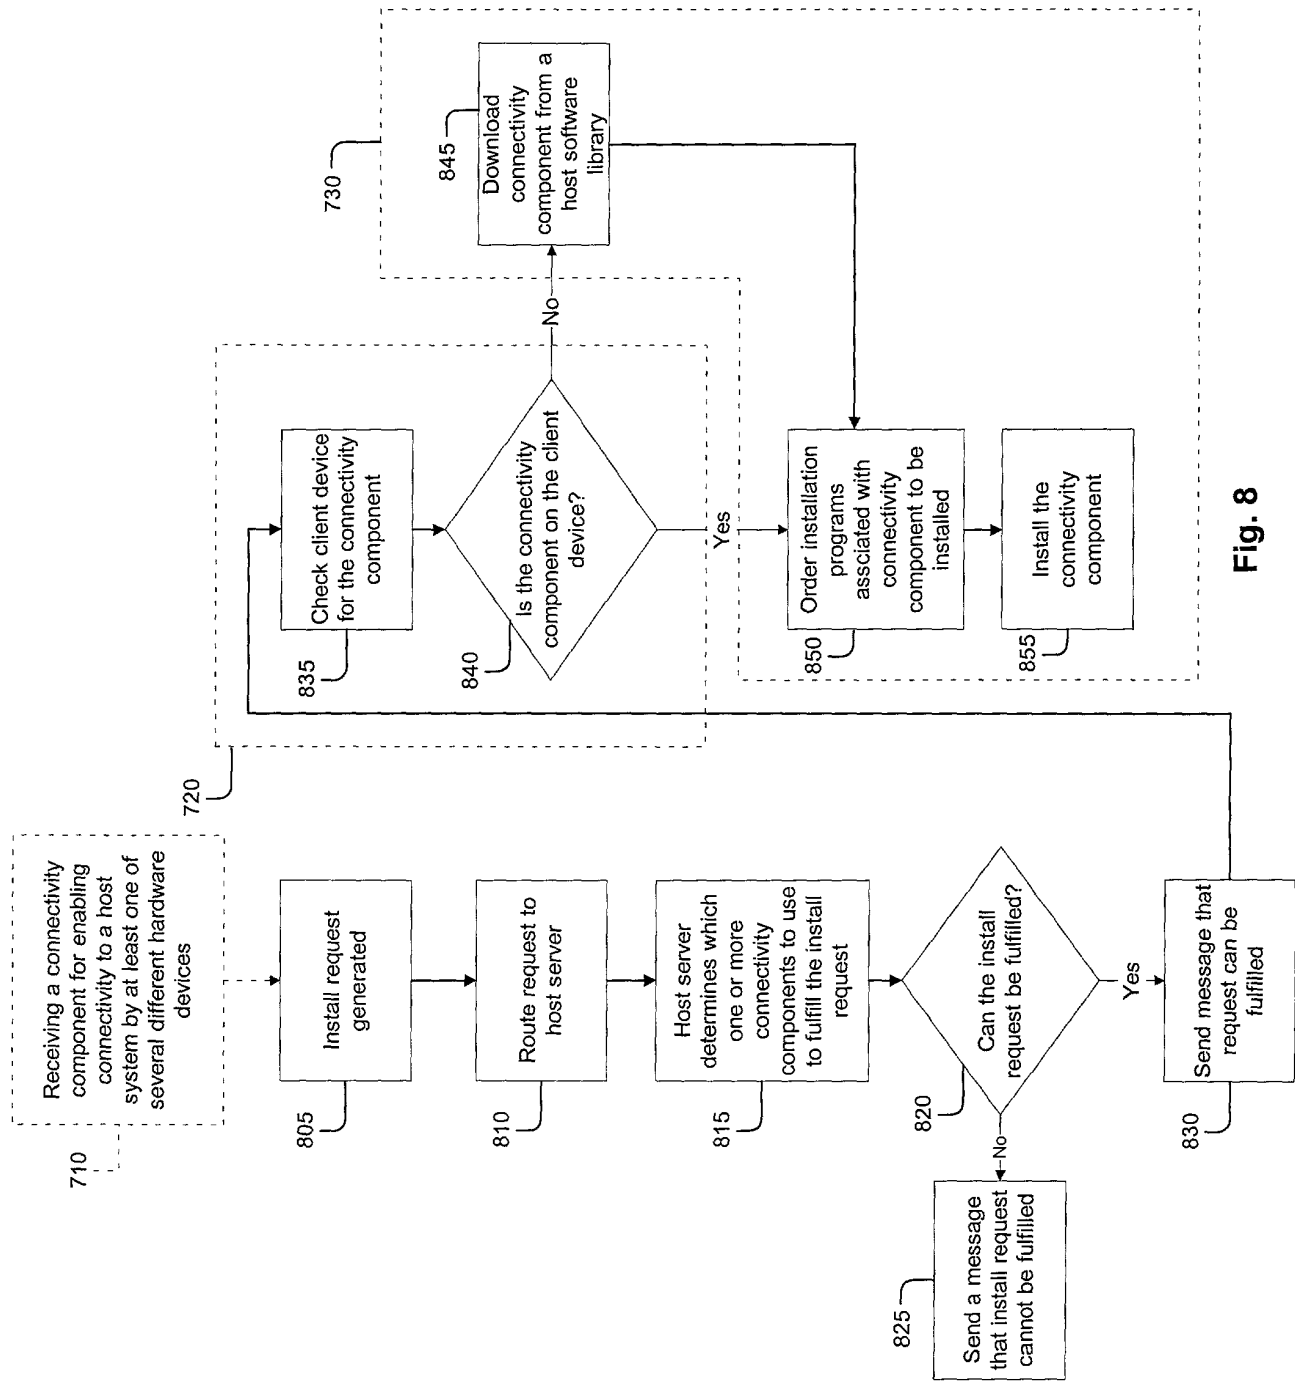 710
Receiving a connectivity
component for enabling
connectivity to a host
system by at least one of
several different hardware
devices
805
Install request
generated
810
Route request to
host server
815
Host server
determines which
one or more
connectivity
components to use
to fulfill the install
request
820
Can the install
request be fulfilled?
No
825
Send a message
that install request
cannot be fulfilled
Yes
830
Send message that
request can be
fulfilled
720
835
Check client device
for the connectivity
component
840
Is the connectivity
component on the client
device?
No
Yes
730
845
Download
connectivity
component from a
host software
library
850
Order installation
programs
assciated with
connectivity
component to be
installed
855
Install the
connectivity
component
Fig. 8